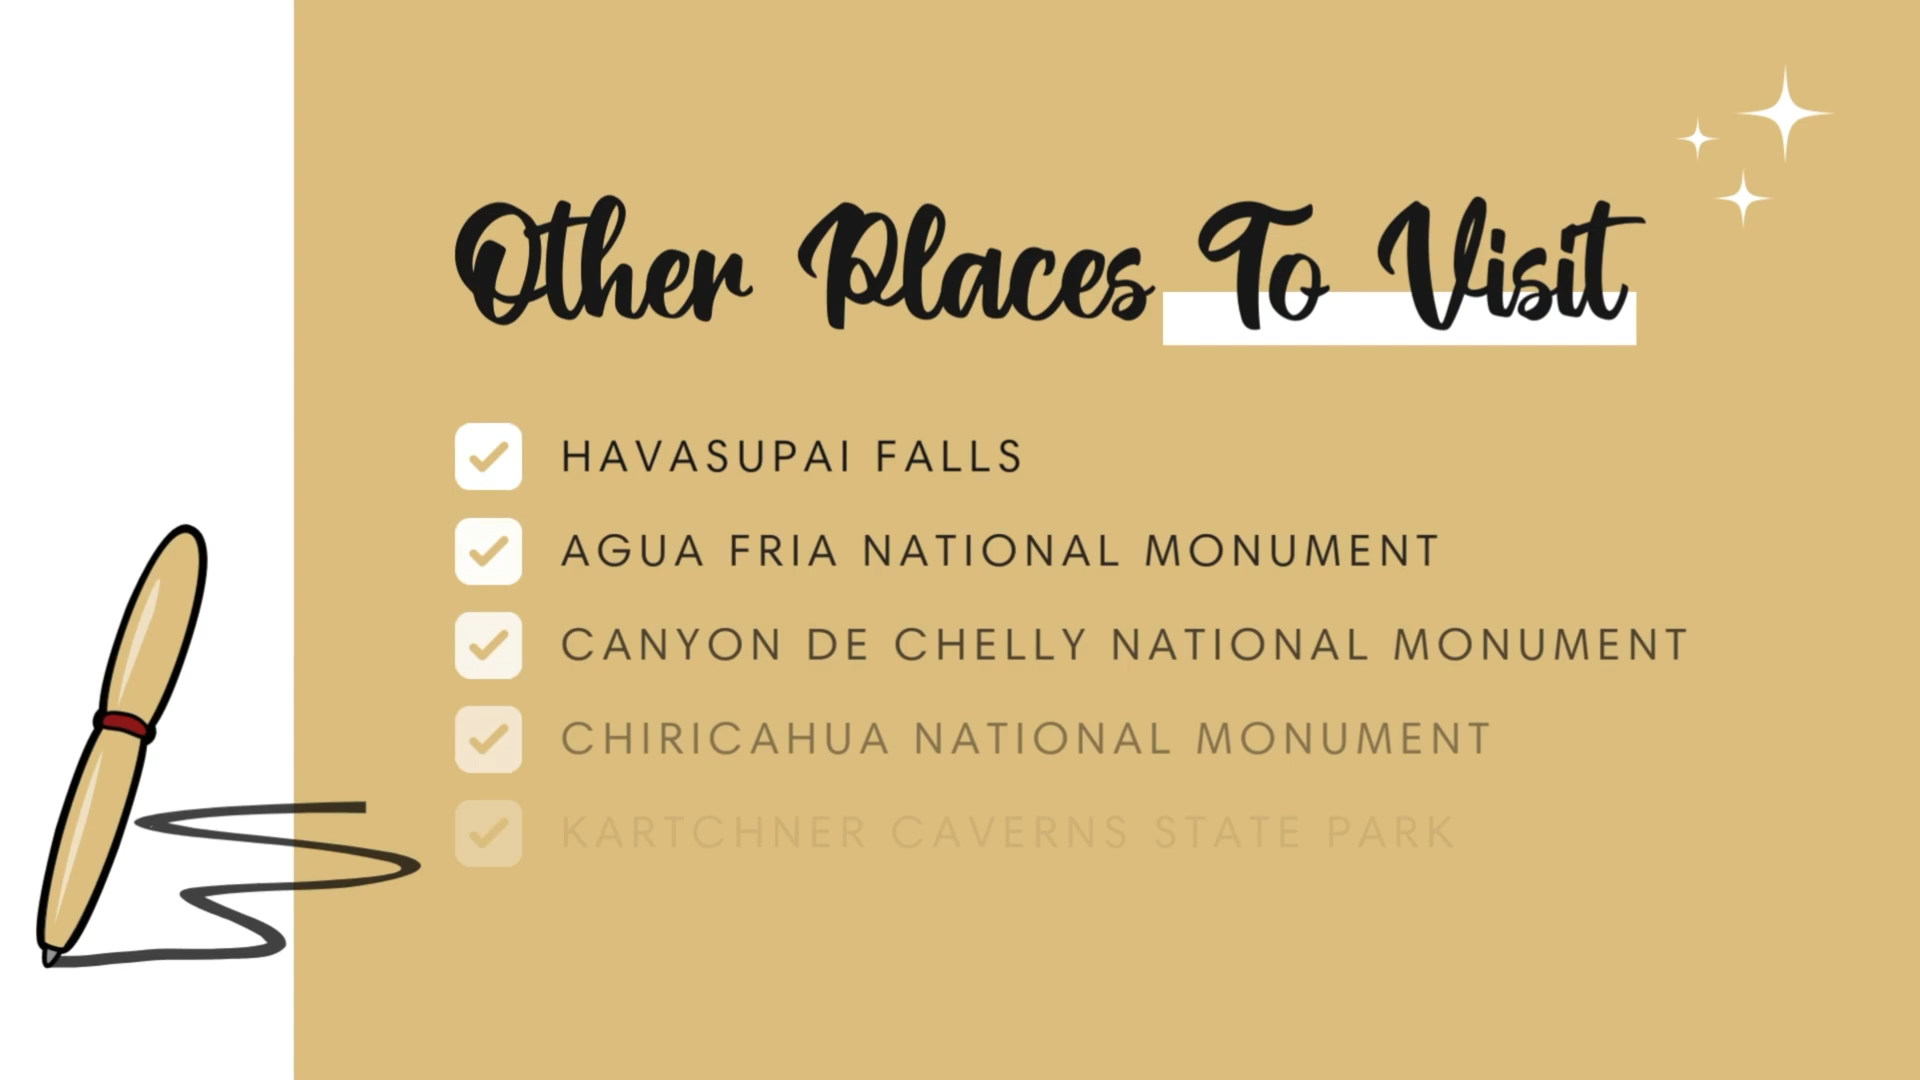 Other Places To Visit
HAVASUPAI FALLS
AGUA FRIA NATIONAL MONUMENT
CANYON DE CHELLY NATIONAL MONUMENT
CHIRICAHUA NATIONAL MONUMENT
KARTCHNER CAVERNS STATE PARK